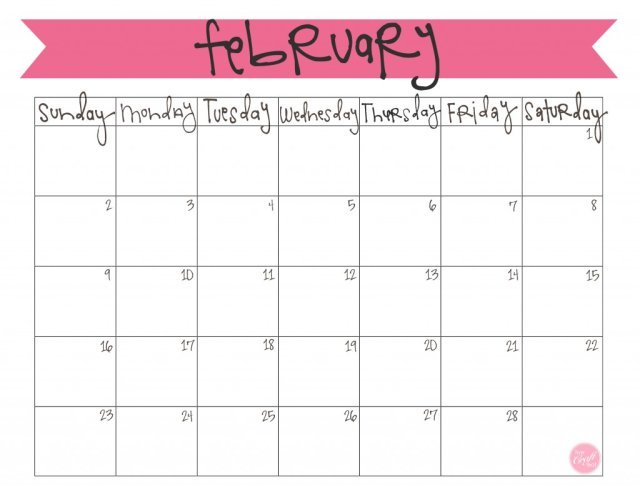 February
Sunday Monday Tuesday Wednesday Thursday Friday Saturday
1
2 3 4 5 6 7 8
9 10 11 12 13 14 15
16 17 18 19 20 21 22
23 24 25 26 27 28
Craft